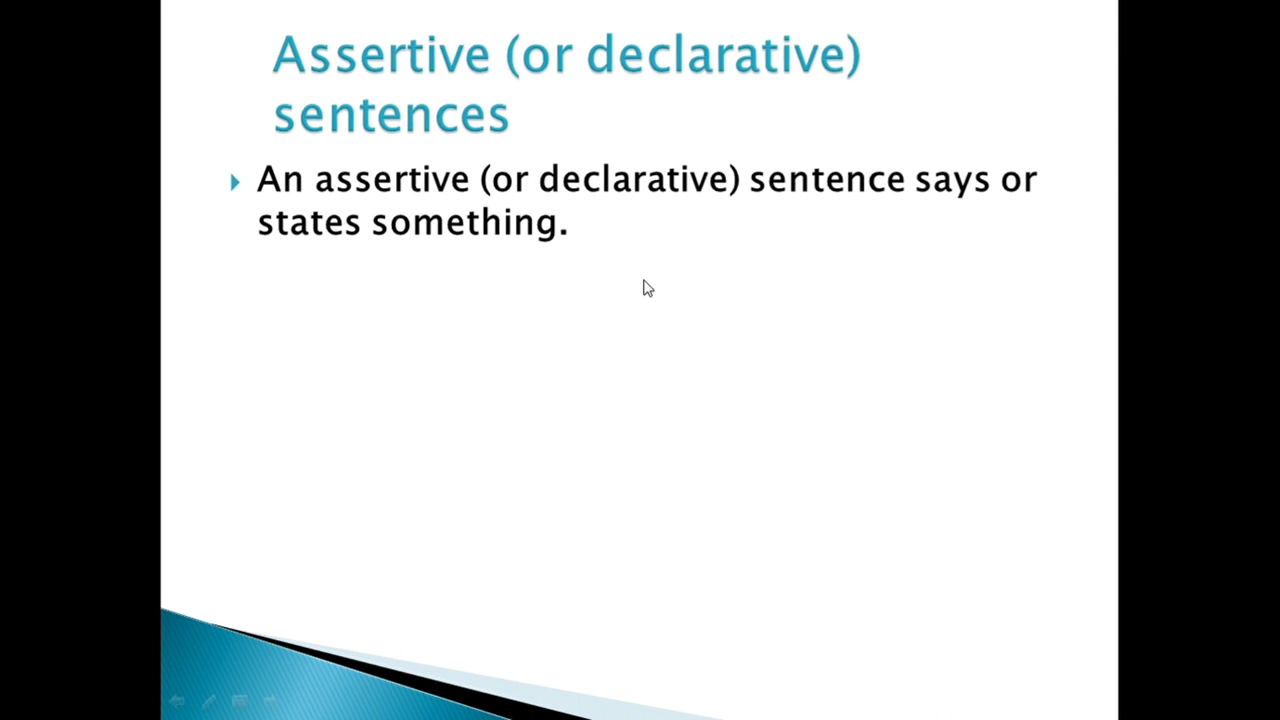 Assertive (or declarative)
sentences
An assertive (or declarative) sentence says or
states something.